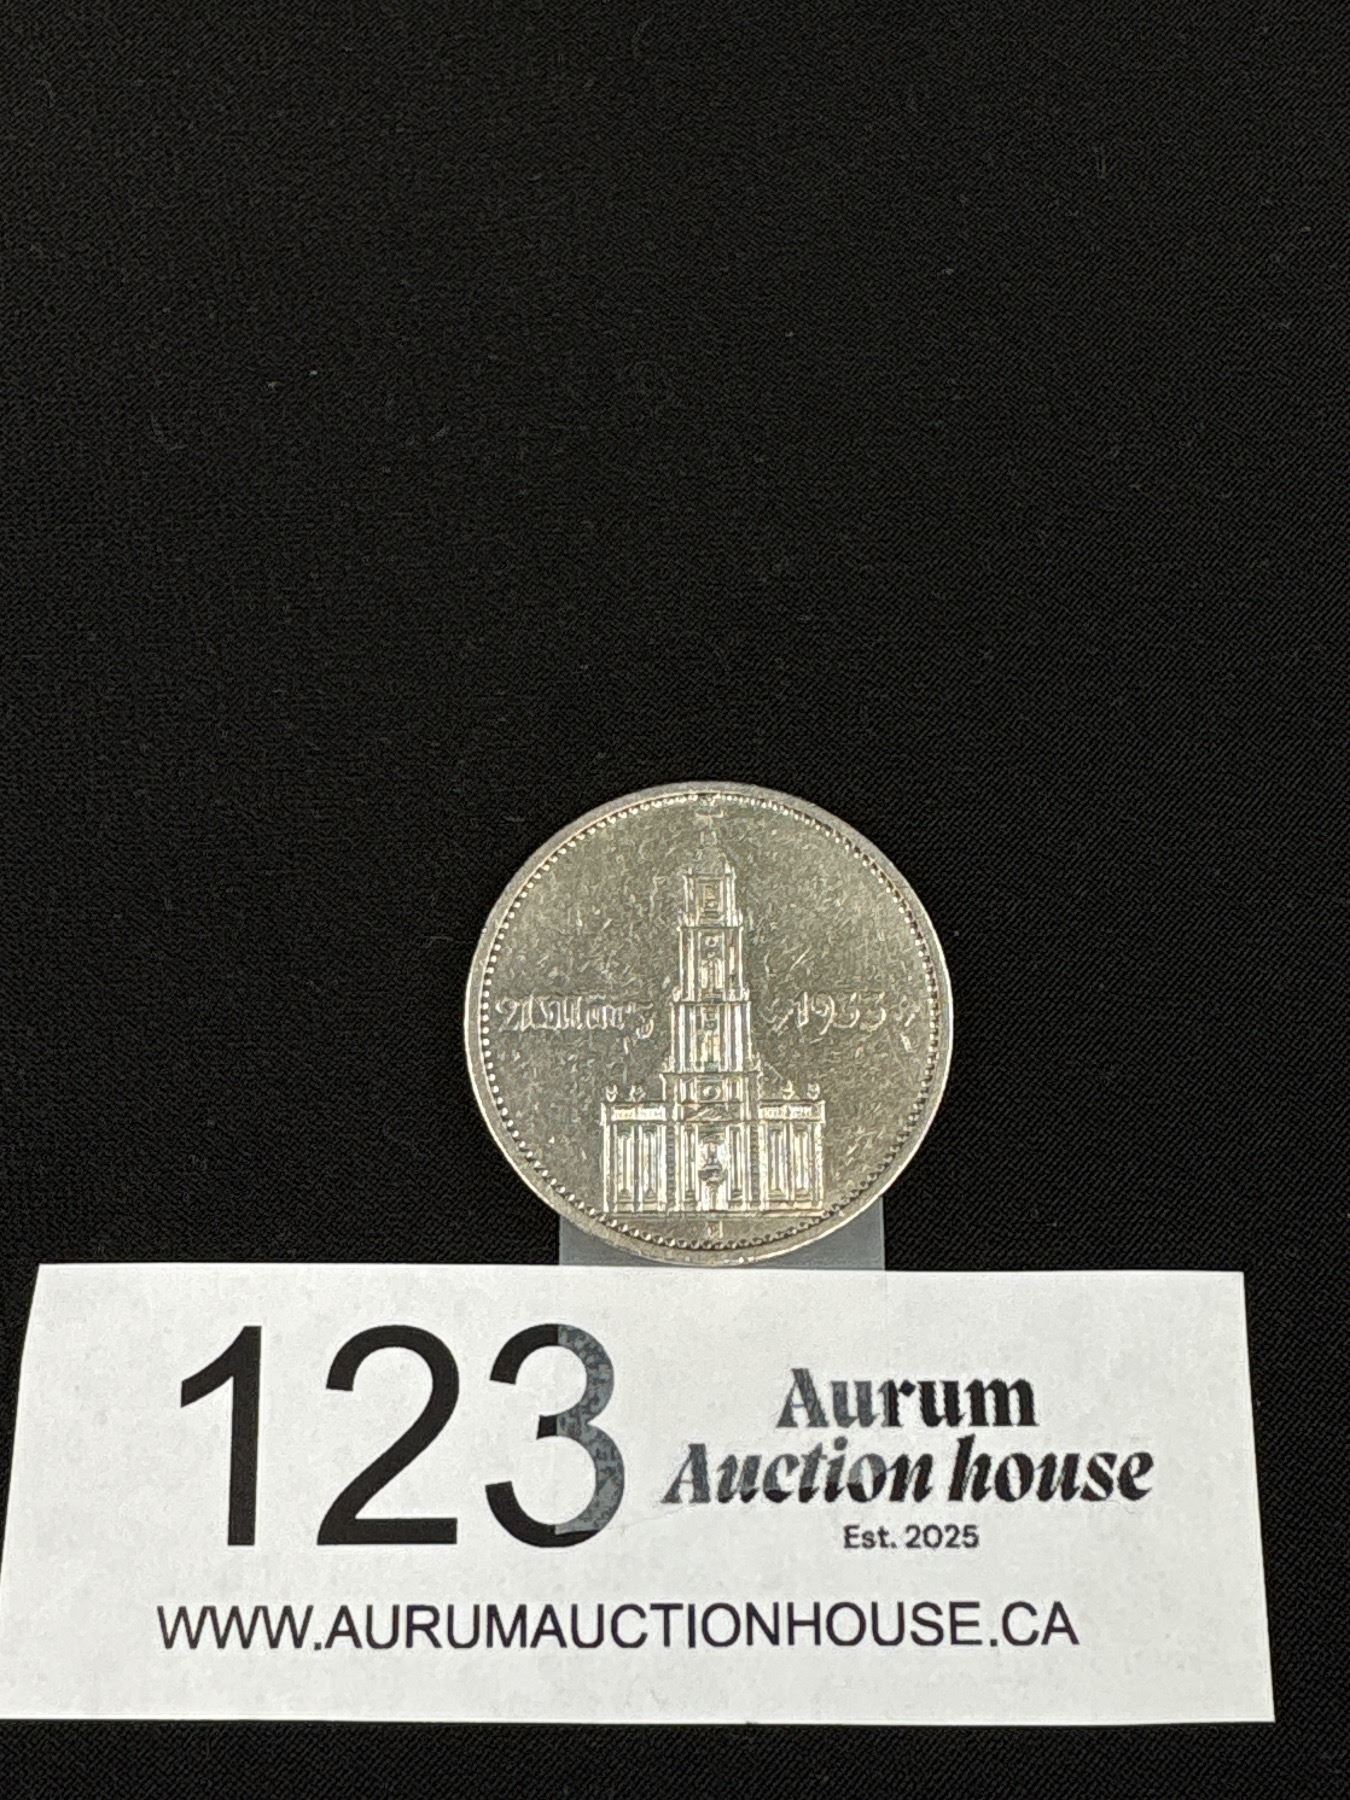 21. März 1933
123
Aurum
Auction house
Est. 2025
WWW.AURUMAUCTIONHOUSE.CA